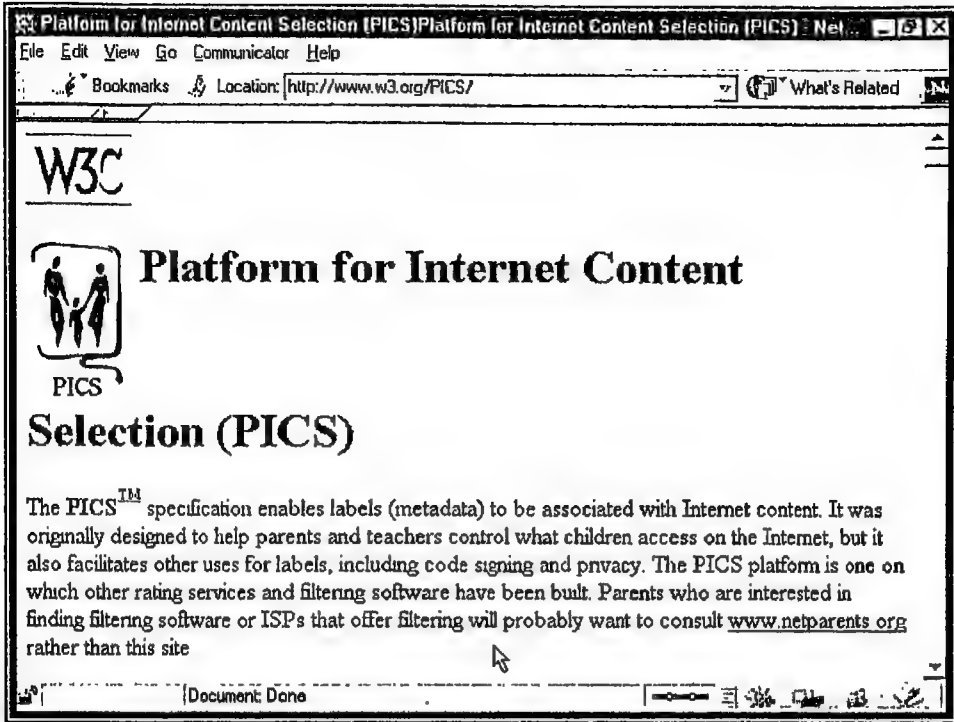 Platform for Internet Content Selection (PICS)Platform for Internet Content Selection (PICS) - Net...
File Edit View Go Communicator Help
Bookmarks Location: http://www.w3.org/PICS/ What's Related
W3C
Platform for Internet Content
PICS
Selection (PICS)
The PICS™ specification enables labels (metadata) to be associated with Internet content. It was
originally designed to help parents and teachers control what children access on the Internet, but it
also facilitates other uses for labels, including code signing and privacy. The PICS platform is one on
which other rating services and filtering software have been built. Parents who are interested in
finding filtering software or ISPs that offer filtering will probably want to consult www.netparents.org
rather than this site
Document: Done